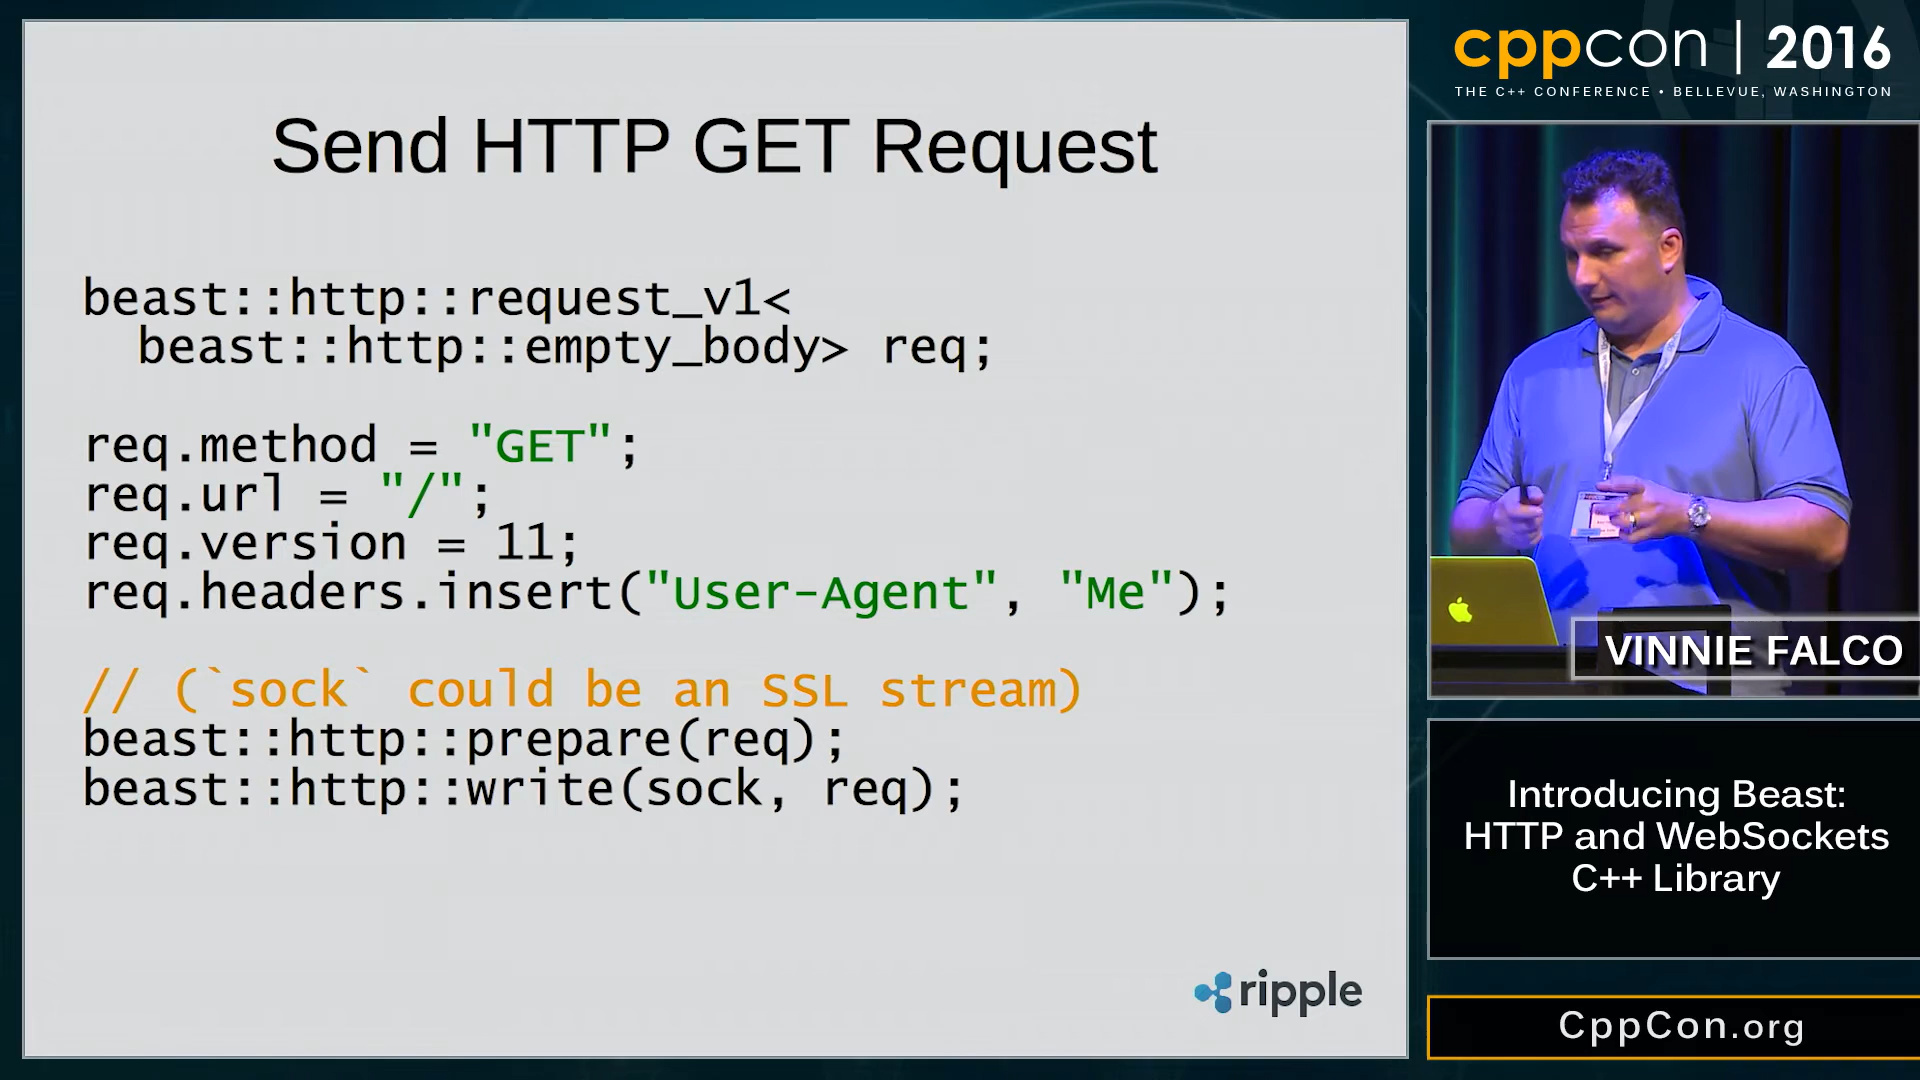 Send HTTP GET Request
beast::http::request_v1<
beast::http::empty_body> req;
req.method = "GET";
req.url = "/";
req.version = 11;
req.headers.insert("User-Agent", "Me");
// (`sock` could be an SSL stream)
beast::http::prepare(req);
beast::http::write(sock, req);
ripple
cppcon | 2016
THE C++ CONFERENCE • BELLEVUE, WASHINGTON
VINNIE FALCO
Introducing Beast:
HTTP and WebSockets
C++ Library
CppCon.org